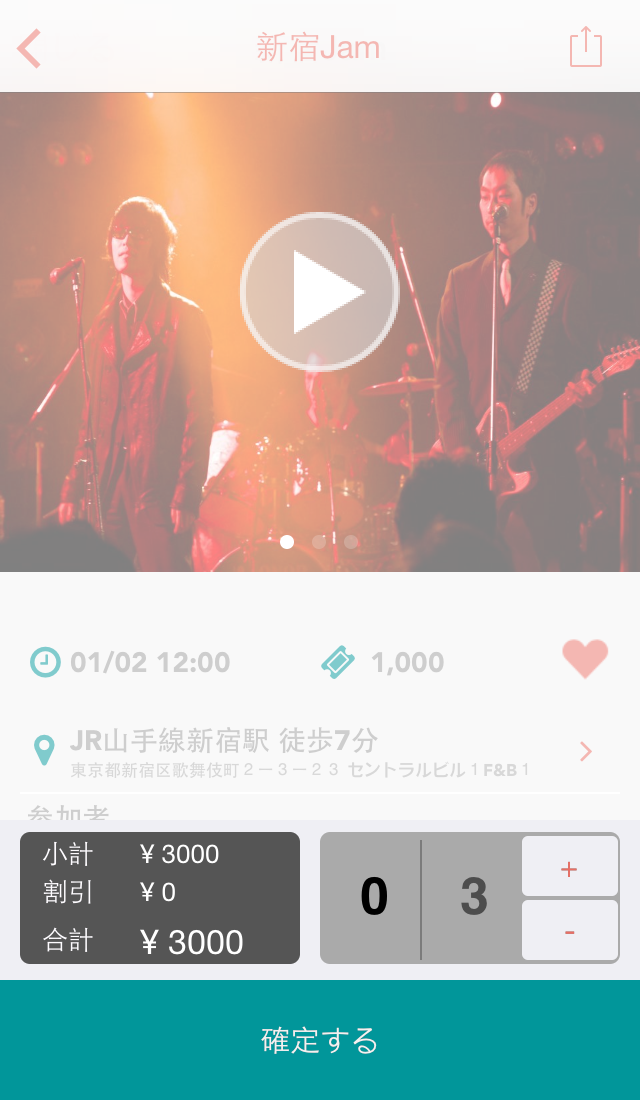 新宿Jam
01/02 12:00
1,000
JR山手線新宿駅 徒歩7分
東京都新宿区歌舞伎町２－３－２３ セントラルビル１F&B１
参加者
小計 ¥ 3000
割引 ¥ 0
合計 ¥ 3000
0 3
+
-
確定する